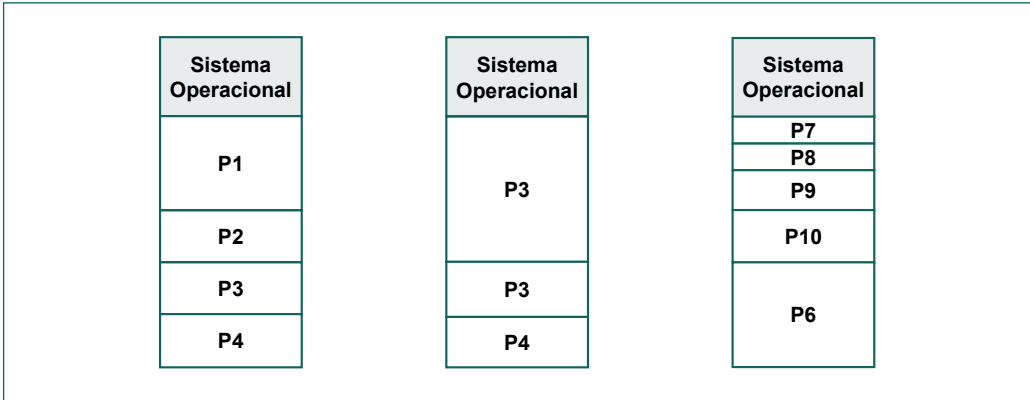 Sistema
Operacional
P1
P2
P3
P4
Sistema
Operacional
P3
P3
P4
Sistema
Operacional
P7
P8
P9
P10
P6